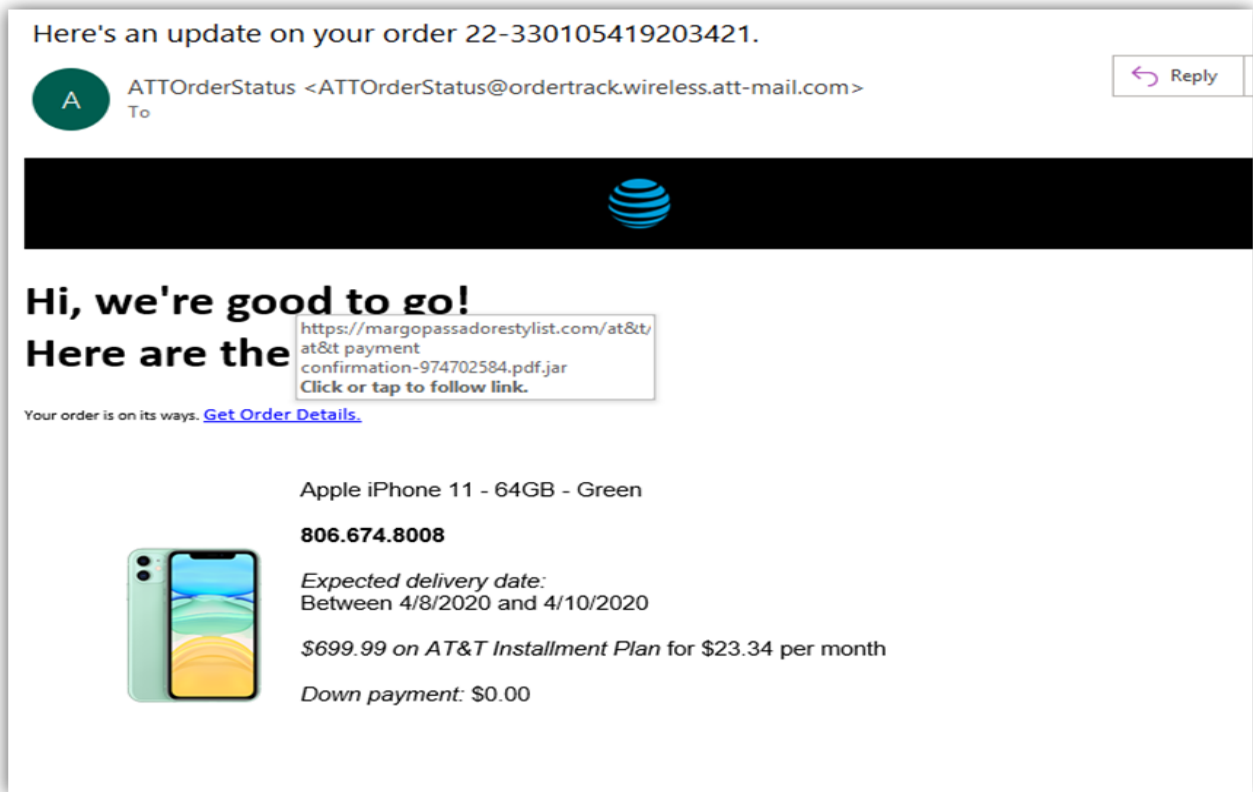 Here's an update on your order 22-330105419203421.
A
ATTOrderStatus <ATTOrderStatus@ordertrack.wireless.att-mail.com>
Reply
To
Hi, we're good to go!
https://margopassadorestylist.com/at&t/
Here are the
at&t payment
confirmation-974702584.pdf.jar
Click or tap to follow link.
Your order is on its ways. Get Order Details.
Apple iPhone 11 - 64GB - Green
806.674.8008
Expected delivery date:
Between 4/8/2020 and 4/10/2020
$699.99 on AT&T Installment Plan for $23.34 per month
Down payment: $0.00